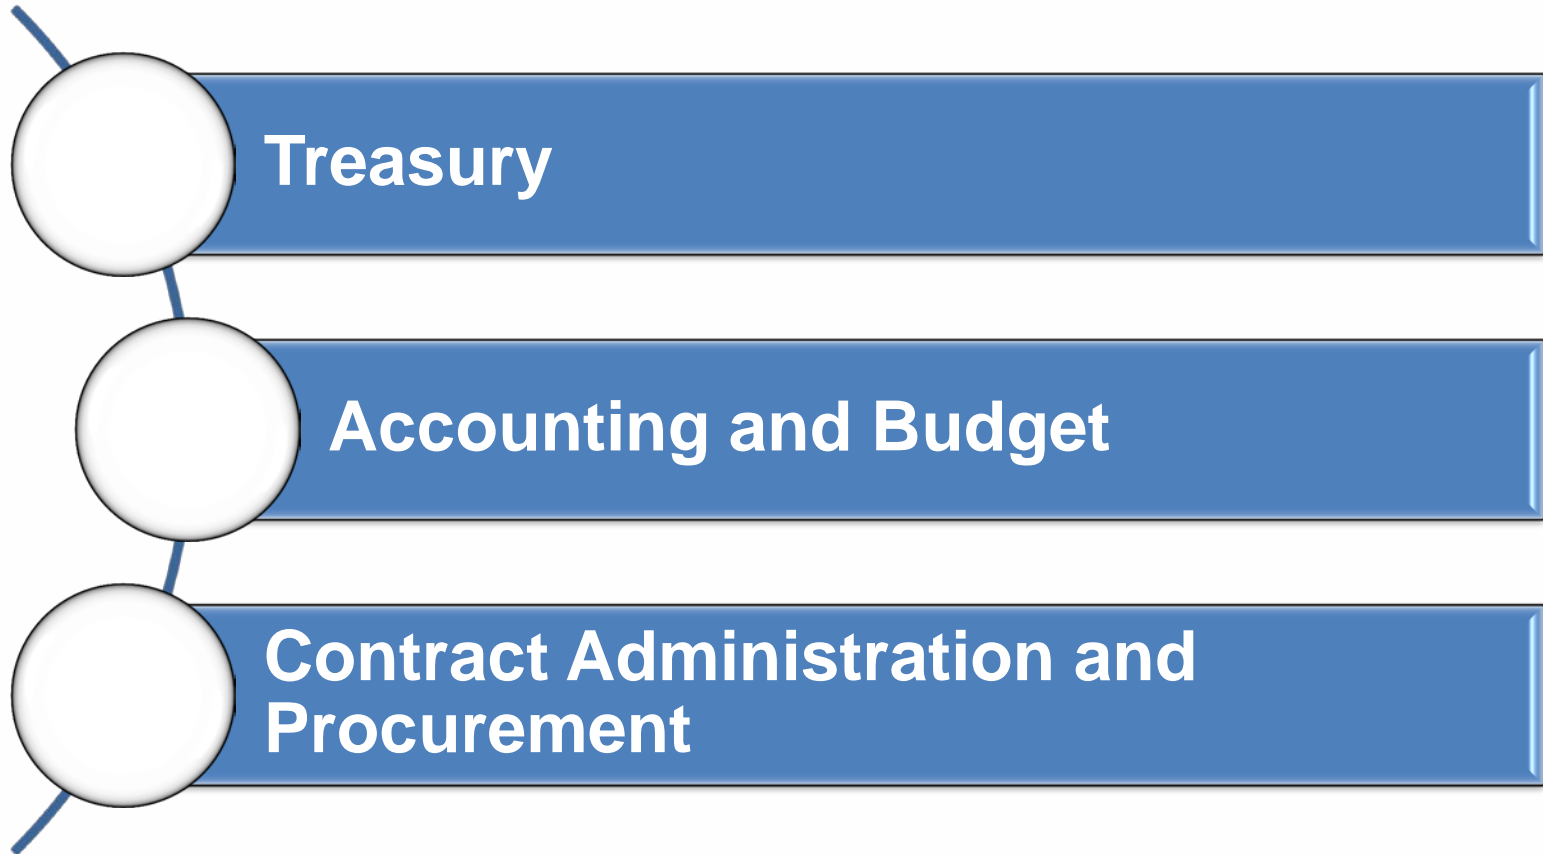 Treasury
Accounting and Budget
Contract Administration and
Procurement